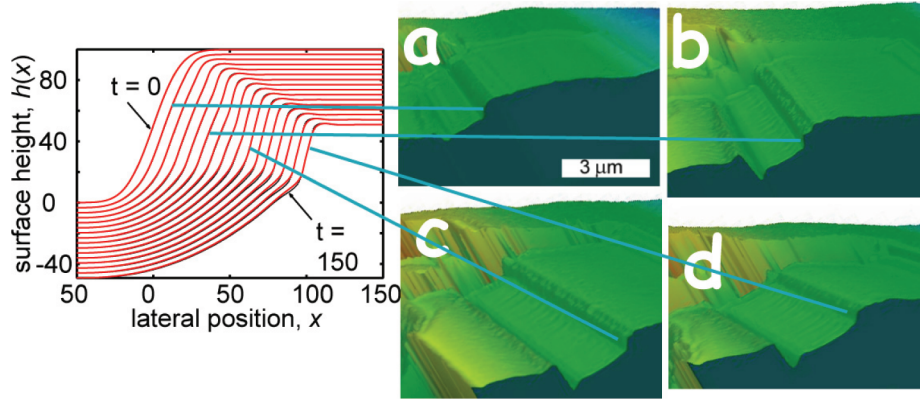 surface height, h(x)
80
40
0
-40
t = 0
t =
150
50
0
50
100
150
lateral position, x
a
3 μm
b
c
d